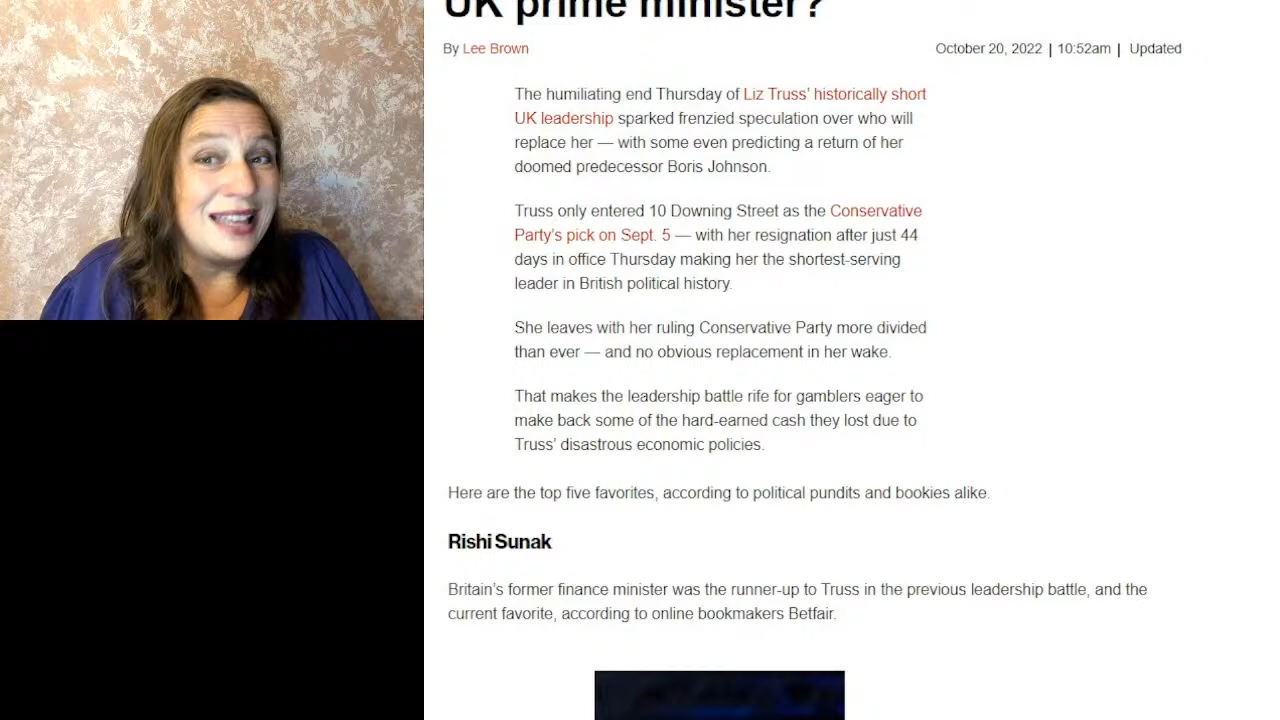 UK prime minister?
By Lee Brown
October 20, 2022 | 10:52am | Updated
The humiliating end Thursday of Liz Truss’ historically short
UK leadership sparked frenzied speculation over who will
replace her — with some even predicting a return of her
doomed predecessor Boris Johnson.
Truss only entered 10 Downing Street as the Conservative
Party’s pick on Sept. 5 — with her resignation after just 44
days in office Thursday making her the shortest-serving
leader in British political history.
She leaves with her ruling Conservative Party more divided
than ever — and no obvious replacement in her wake.
That makes the leadership battle rife for gamblers eager to
make back some of the hard-earned cash they lost due to
Truss’ disastrous economic policies.
Here are the top five favorites, according to political pundits and bookies alike.
Rishi Sunak
Britain’s former finance minister was the runner-up to Truss in the previous leadership battle, and the
current favorite, according to online bookmakers Betfair.